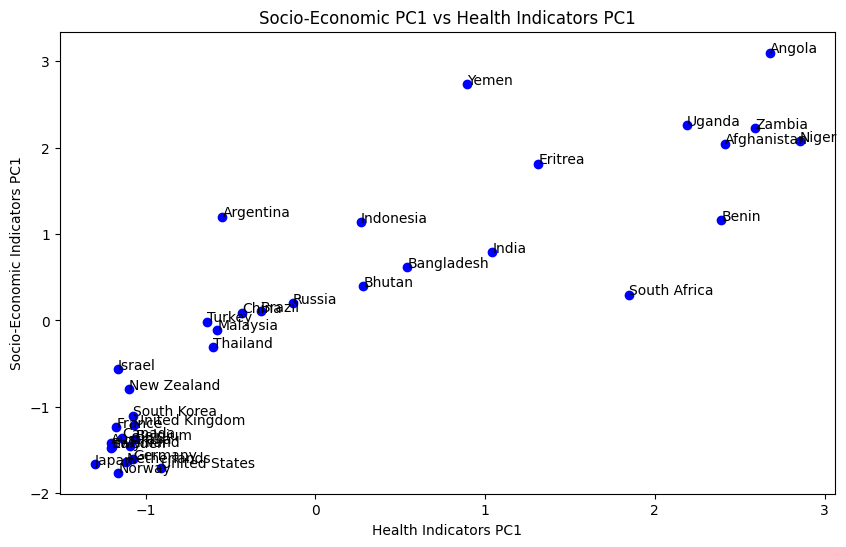 Socio-Economic PC1 vs Health Indicators PC1
Socio-Economic Indicators PC1
3
2
1
0
−1
−2
Angola
Yemen
Uganda
Zambia
Afghanistan
Niger
Eritrea
Argentina
Indonesia
Benin
India
Bangladesh
Bhutan
South Africa
Russia
Brazil
China
Turkey
Malaysia
Thailand
Israel
New Zealand
South Korea
United Kingdom
France
Canada
Belgium
Germany
Netherlands
Japan
United States
Norway
−1
0
1
2
3
Health Indicators PC1